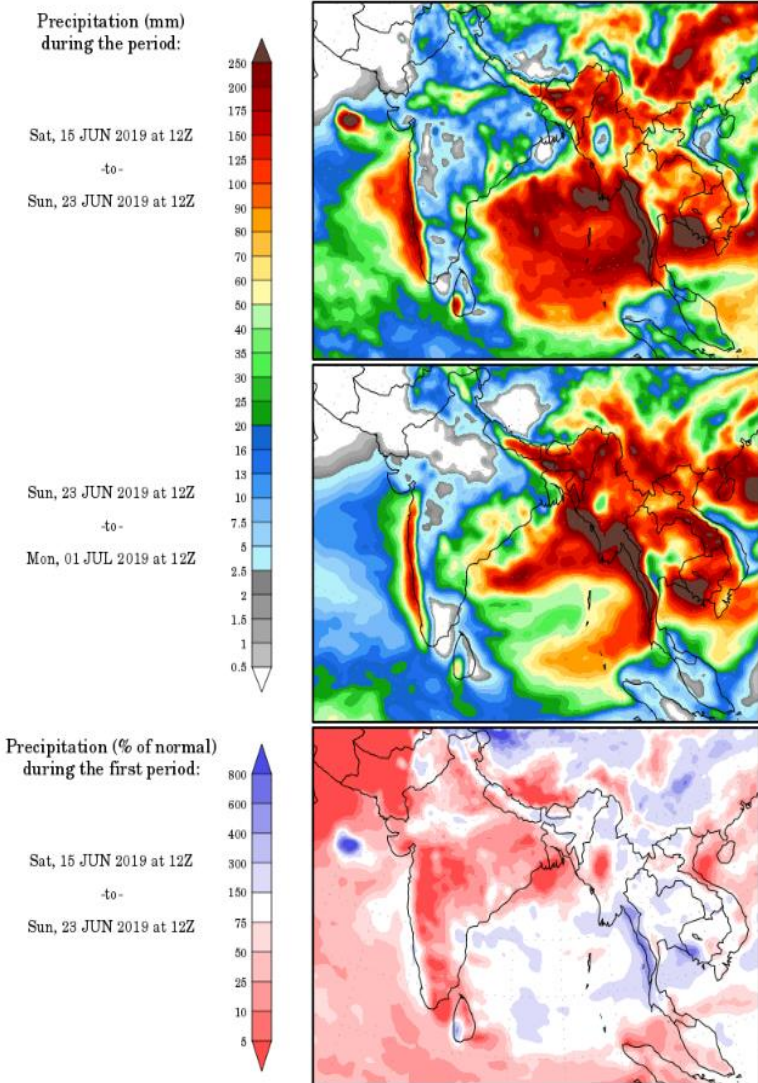 Precipitation (mm)
during the period:
250
200
175
150
125
100
90
80
70
60
50
40
35
30
25
20
16
13
10
7.5
5
2.5
2
1.5
1
0.5
Sat, 15 JUN 2019 at 12Z
-to-
Sun, 23 JUN 2019 at 12Z
Sun, 23 JUN 2019 at 12Z
-to-
Mon, 01 JUL 2019 at 12Z
Precipitation (% of normal)
during the first period:
800
600
400
300
150
75
50
25
10
5
Sat, 15 JUN 2019 at 12Z
-to-
Sun, 23 JUN 2019 at 12Z